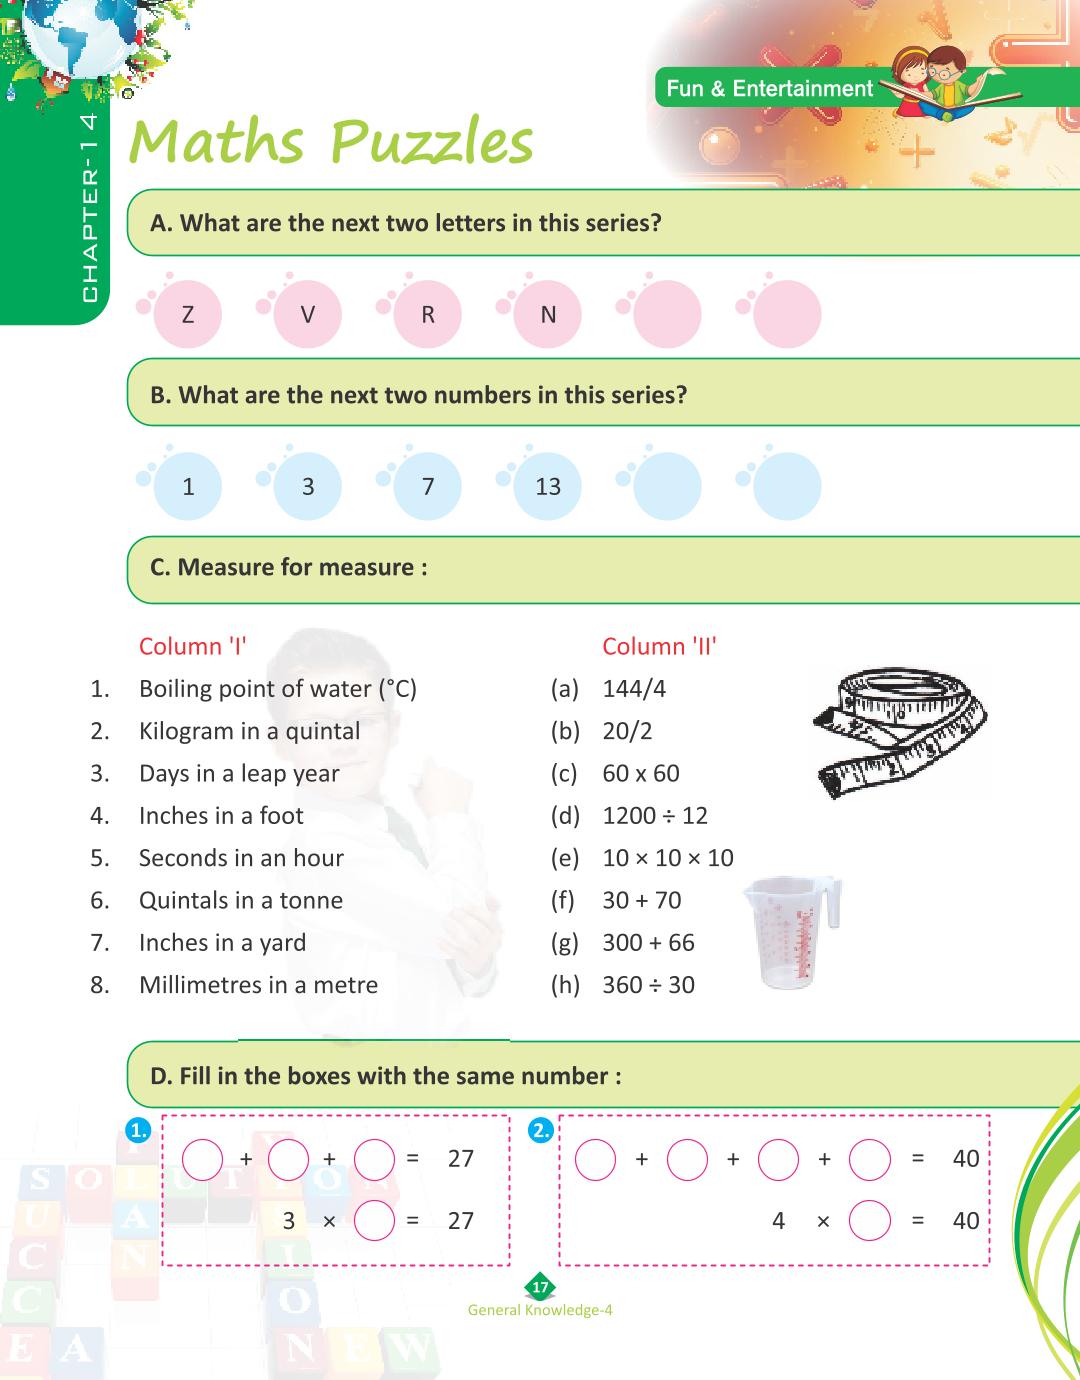 Fun & Entertainment
CHAPTER-14
Maths Puzzles
A. What are the next two letters in this series?
Z V R N
B. What are the next two numbers in this series?
1 3 7 13
C. Measure for measure :
Column 'I' Column 'II'
1. Boiling point of water (°C) (a) 144/4
2. Kilogram in a quintal (b) 20/2
3. Days in a leap year (c) 60 x 60
4. Inches in a foot (d) 1200 ÷ 12
5. Seconds in an hour (e) 10 × 10 × 10
6. Quintals in a tonne (f) 30 + 70
7. Inches in a yard (g) 300 + 66
8. Millimetres in a metre (h) 360 ÷ 30
D. Fill in the boxes with the same number :
1. + + = 27
3 × = 27
2. + + + = 40
4 × = 40
17
General Knowledge-4